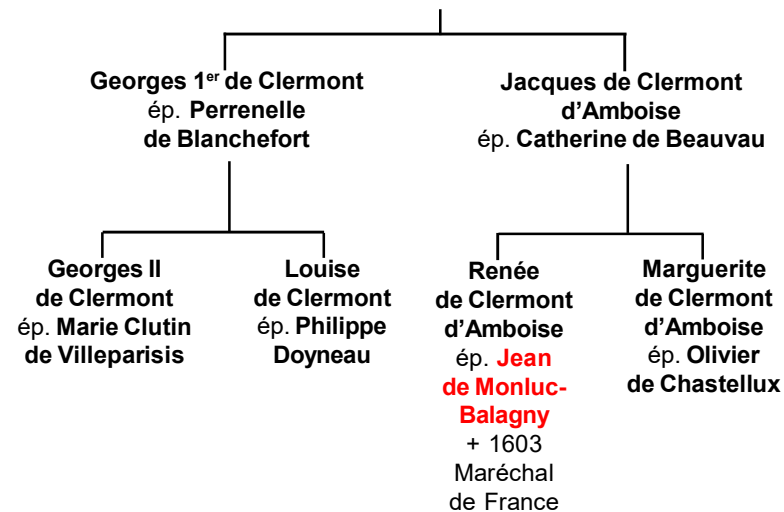 Georges 1er de Clermont
ép. Perrenelle
de Blanchefort
Jacques de Clermont
d’Amboise
ép. Catherine de Beauvau
Georges II
de Clermont
ép. Marie Clutin
de Villeparisis
Louise
de Clermont
ép. Philippe
Doyneau
Renée
de Clermont
d’Amboise
ép. Jean
de Monluc-
Balagny
+ 1603
Maréchal
de France
Marguerite
de Clermont
d’Amboise
ép. Olivier
de Chastellux